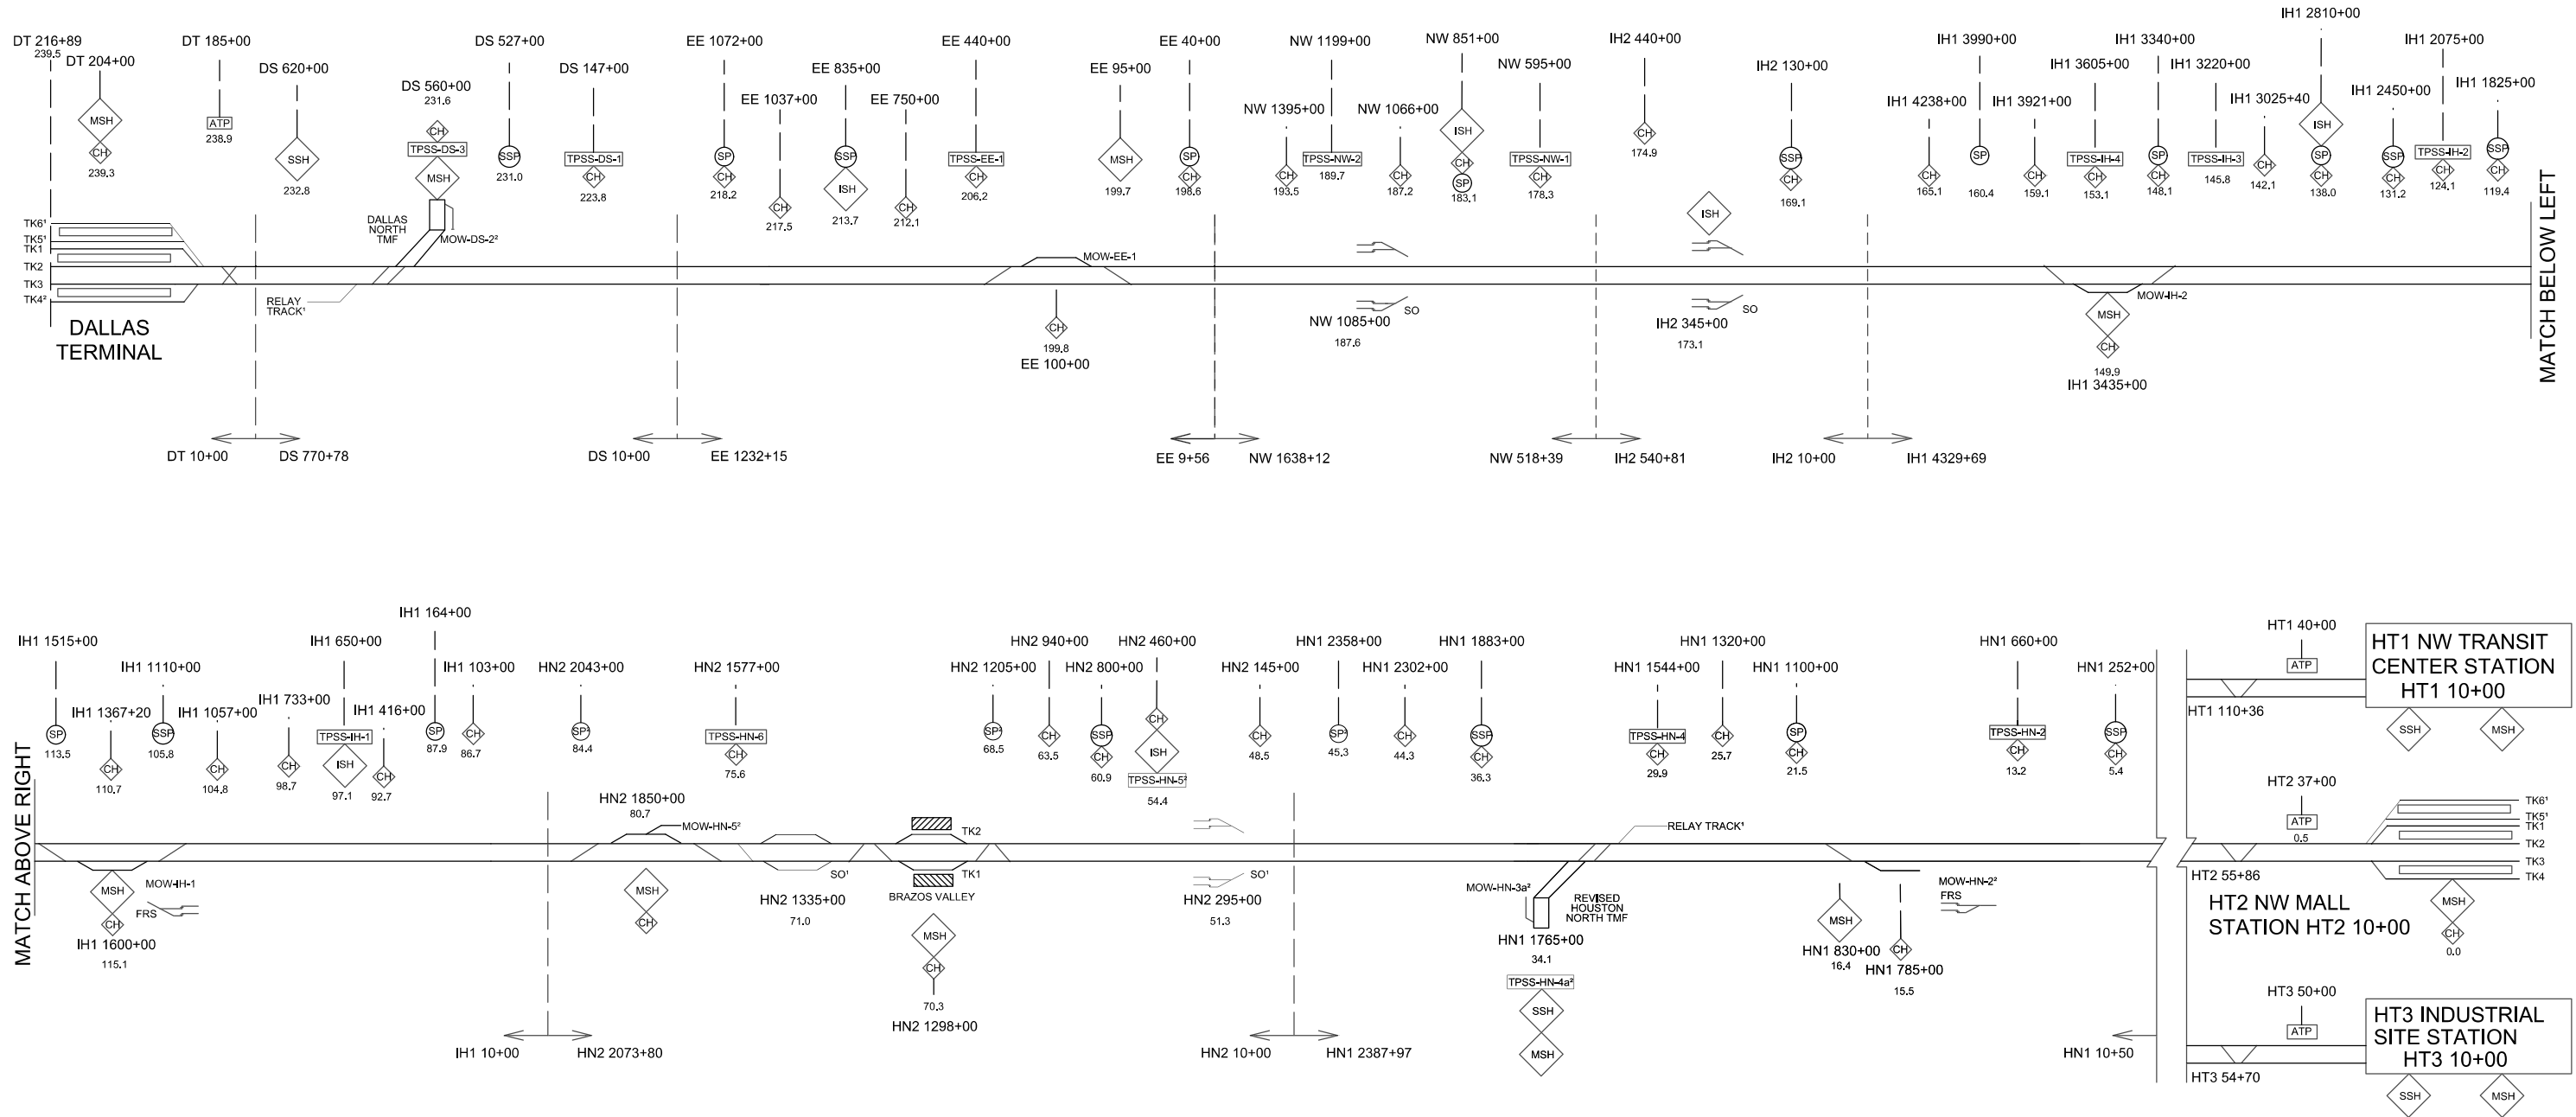 DT 216+89
239.5
DT 204+00
MSH
CH
239.3
DT 185+00
ATP
238.9
DS 620+00
SSH
232.8
DS 560+00
231.6
CH
TPSS-DS-3
MSH
DS 527+00
SSP
231.0
DS 147+00
TPSS-DS-1
CH
223.8
EE 1072+00
SP
CH
218.2
EE 1037+00
CH
217.5
EE 835+00
SSP
ISH
213.7
EE 750+00
CH
212.1
EE 440+00
TPSS-EE-1
CH
206.2
EE 95+00
MSH
199.7
EE 40+00
SP
CH
198.6
NW 1395+00
CH
193.5
NW 1199+00
TPSS-NW-2
189.7
NW 1066+00
CH
187.2
NW 851+00
ISH
CH
SP
183.1
NW 595+00
TPSS-NW-1
CH
178.3
IH2 440+00
CH
174.9
ISH
IH2 130+00
SSP
CH
169.1
IH1 4238+00
CH
165.1
IH1 3990+00
SP
160.4
IH1 3921+00
CH
159.1
IH1 3605+00
TPSS-IH-4
CH
153.1
IH1 3340+00
SP
CH
148.1
IH1 3220+00
TPSS-IH-3
145.8
IH1 3025+40
CH
142.1
IH1 2810+00
ISH
SP
CH
138.0
IH1 2450+00
SSP
CH
131.2
IH1 2075+00
TPSS-IH-2
CH
124.1
IH1 1825+00
SSP
CH
119.4
MATCH BELOW LEFT
TK6¹
TK5¹
TK1
TK2
TK3
TK4²
DALLAS
TERMINAL
RELAY
TRACK¹
DALLAS
NORTH
TMF
MOW-DS-2²
MOW-EE-1
CH
199.8
EE 100+00
SO
NW 1085+00
187.6
SO
IH2 345+00
173.1
MOW-IH-2
MSH
CH
149.9
IH1 3435+00
DT 10+00
DS 770+78
DS 10+00
EE 1232+15
EE 9+56
NW 1638+12
NW 518+39
IH2 540+81
IH2 10+00
IH1 4329+69
MATCH ABOVE RIGHT
IH1 1515+00
SP
113.5
IH1 1367+20
CH
110.7
IH1 1110+00
SSP
105.8
IH1 1057+00
CH
104.8
IH1 733+00
CH
98.7
IH1 650+00
TPSS-IH-1
ISH
97.1
IH1 416+00
CH
92.7
IH1 164+00
SP
87.9
IH1 103+00
CH
86.7
HN2 2043+00
SP²
84.4
HN2 1577+00
TPSS-HN-6
CH
75.6
HN2 1205+00
SP²
68.5
HN2 940+00
CH
63.5
HN2 800+00
SSP
CH
60.9
HN2 460+00
CH
ISH
TPSS-HN-5²
54.4
HN2 145+00
CH
48.5
HN1 2358+00
SP²
45.3
HN1 2302+00
CH
44.3
HN1 1883+00
SSP
CH
36.3
HN1 1544+00
TPSS-HN-4
CH
29.9
HN1 1320+00
CH
25.7
HN1 1100+00
SP
CH
21.5
HN1 660+00
TPSS-HN-2
CH
13.2
HN1 252+00
SSP
CH
5.4
MOW-IH-1
MSH
CH
FRS
IH1 1600+00
115.1
HN2 1850+00
80.7
MOW-HN-5²
MSH
CH
SO¹
HN2 1335+00
71.0
TK2
TK1
BRAZOS VALLEY
MSH
CH
70.3
HN2 1298+00
SO¹
HN2 295+00
51.3
RELAY TRACK¹
MOW-HN-3a²
REVISED
HOUSTON
NORTH TMF
HN1 1765+00
34.1
TPSS-HN-4a²
SSH
MSH
MSH
HN1 830+00
16.4
CH
HN1 785+00
15.5
MOW-HN-2²
FRS
IH1 10+00
HN2 2073+80
HN2 10+00
HN1 2387+97
HN1 10+50
HT1 40+00
ATP
HT1 110+36
HT1 NW TRANSIT
CENTER STATION
HT1 10+00
SSH
MSH
HT2 37+00
ATP
0.5
HT2 55+86
TK6¹
TK5¹
TK1
TK2
TK3
TK4
HT2 NW MALL
STATION HT2 10+00
MSH
CH
0.0
HT3 50+00
ATP
HT3 54+70
HT3 INDUSTRIAL
SITE STATION
HT3 10+00
SSH
MSH